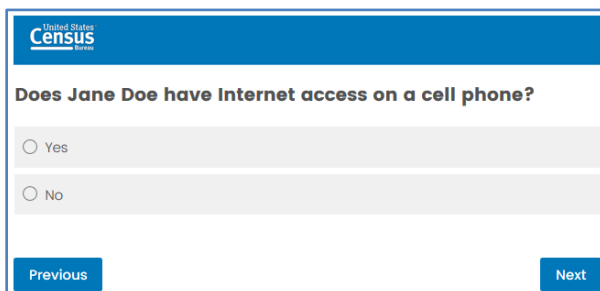 United States
Census
Bureau
Does Jane Doe have Internet access on a cell phone?
Yes
No
Previous
Next